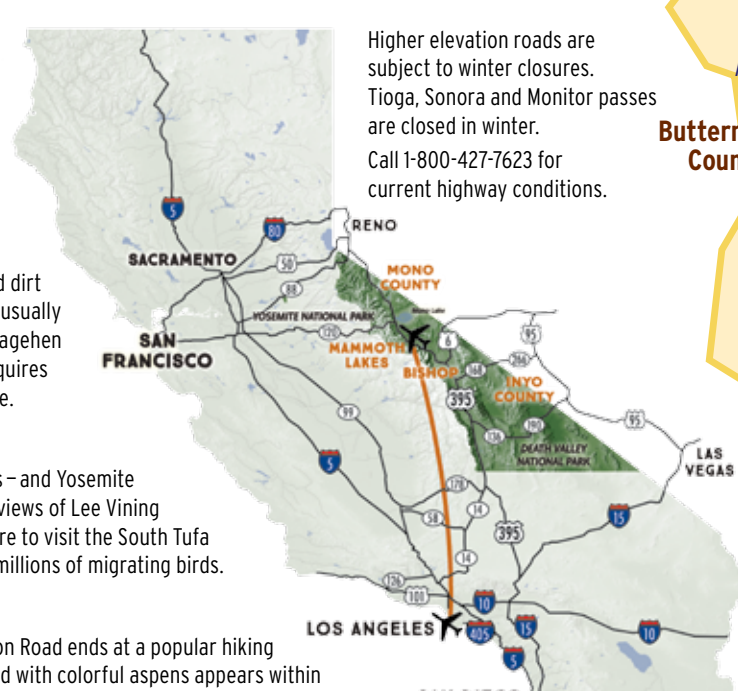 Higher elevation roads are
subject to winter closures.
Tioga, Sonora and Monitor passes
are closed in winter.
Call 1-800-427-7623 for
current highway conditions.
Buttern
Coun
d dirt
usually
agehen
quires
e.
s – and Yosemite
views of Lee Vining
re to visit the South Tufa
millions of migrating birds.
on Road ends at a popular hiking
d with colorful aspens appears within
5
80
RENO
SACRAMENTO
50
88
MONO
COUNTY
Mono Lake
YOSEMITE NATIONAL PARK
120
SAN
FRANCISCO
MAMMOTH
LAKES
6
95
BISHOP
168
266
INYO
COUNTY
395
99
190
136
95
DEATH VALLEY
NATIONAL PARK
LAS
VEGAS
5
178
58
14
395
15
14
126
101
10
LOS ANGELES
405
15
10
5